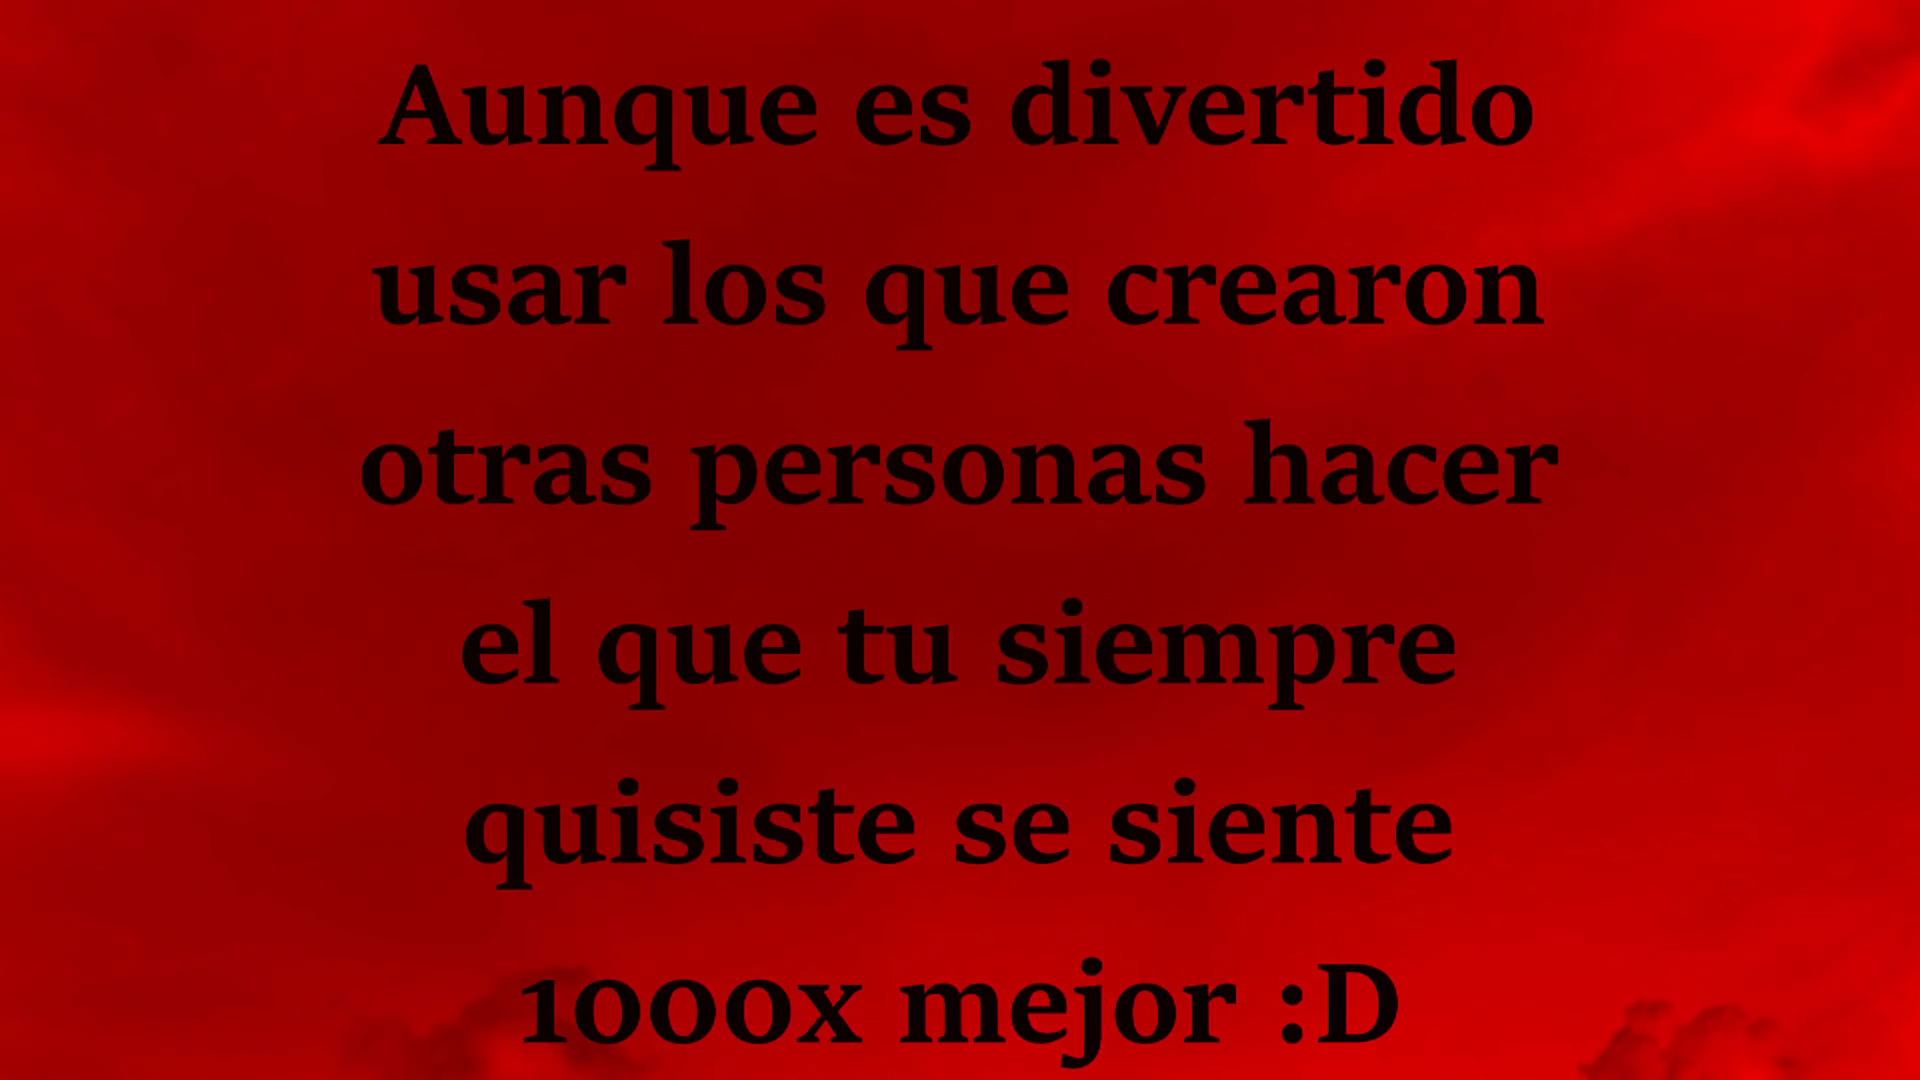 Aunque es divertido
usar los que crearon
otras personas hacer
el que tu siempre
quisiste se siente
1000x mejor :D